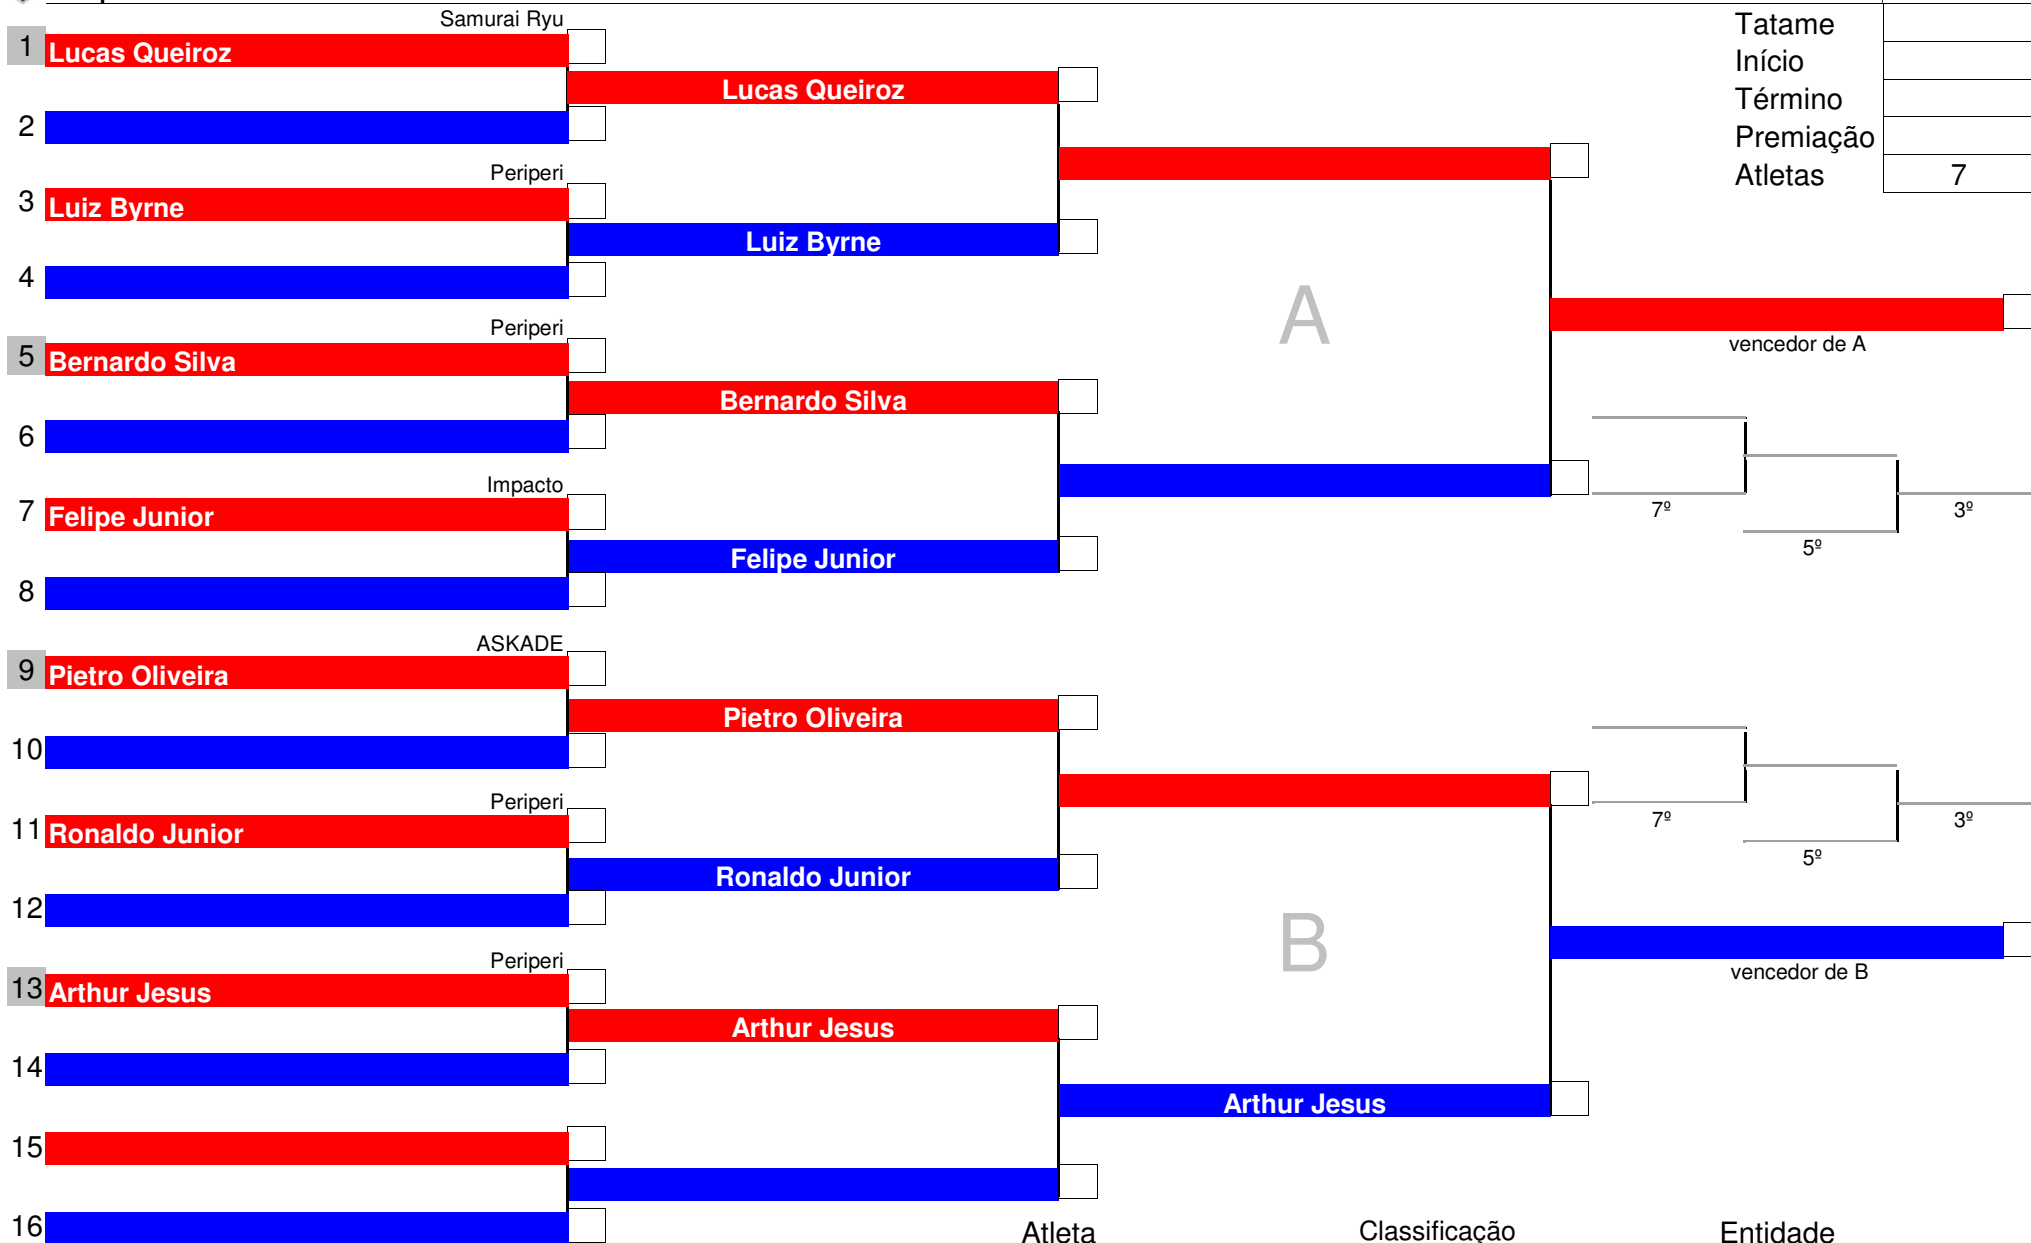 Samurai Ryu
Tatame
1 Lucas Queiroz
Início
Lucas Queiroz
Término
2
Premiação
Periperi
Atletas 7
3 Luiz Byrne
Luiz Byrne
4
A
Periperi
vencedor de A
5 Bernardo Silva
Bernardo Silva
6
Impacto
7º 3º
7 Felipe Junior
5º
Felipe Junior
8
ASKADE
9 Pietro Oliveira
Pietro Oliveira
10
Periperi
7º 3º
11 Ronaldo Junior
5º
Ronaldo Junior
12
B
Periperi
vencedor de B
13 Arthur Jesus
Arthur Jesus
14
Arthur Jesus
15
16
Atleta Classificação Entidade